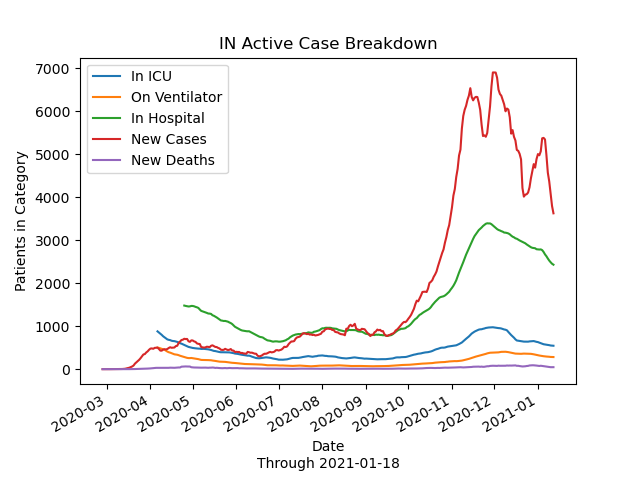 IN Active Case Breakdown
In ICU
On Ventilator
In Hospital
New Cases
New Deaths
Patients in Category
7000
6000
5000
4000
3000
2000
1000
0
2020-03
2020-04
2020-05
2020-06
2020-07
2020-08
2020-09
2020-10
2020-11
2020-12
2021-01
Date
Through 2021-01-18